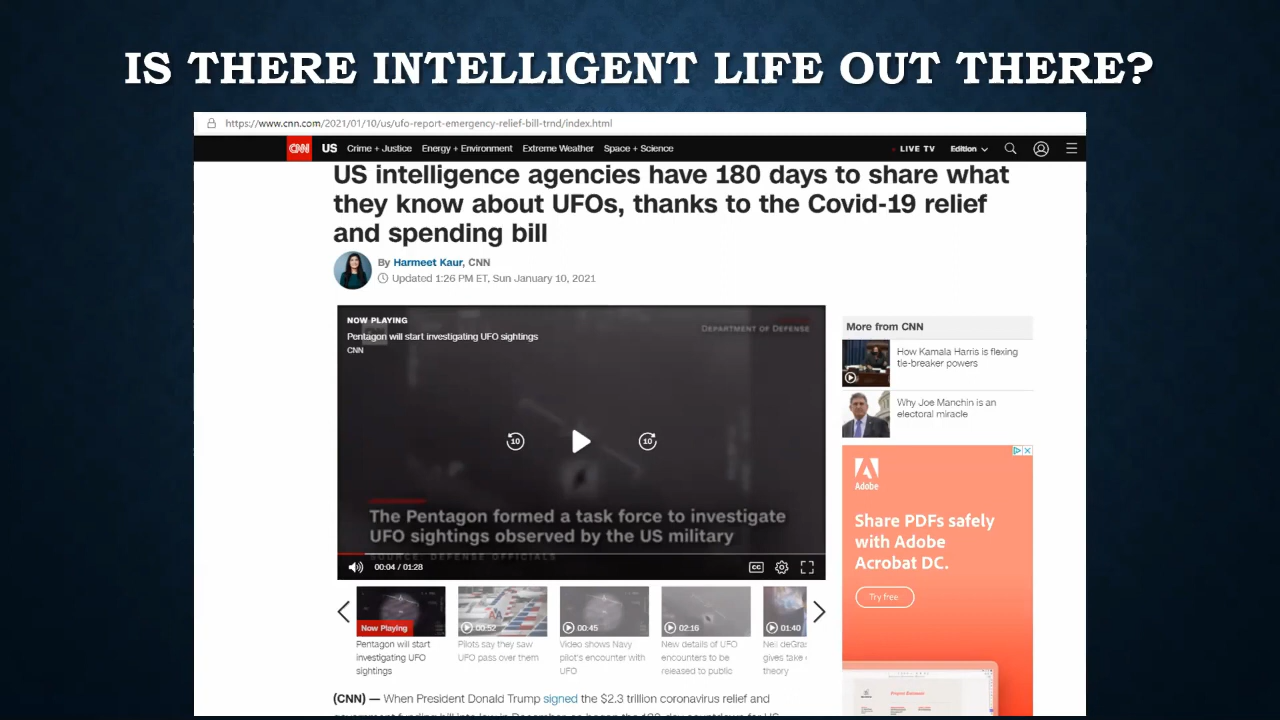 IS THERE INTELLIGENT LIFE OUT THERE?
https://www.cnn.com/2021/01/10/us/ufo-report-emergency-relief-bill-trnd/index.html
CNN US Crime + Justice Energy + Environment Extreme Weather Space + Science LIVE TV Edition
US intelligence agencies have 180 days to share what
they know about UFOs, thanks to the Covid-19 relief
and spending bill
By Harmeet Kaur, CNN
Updated 1:26 PM ET, Sun January 10, 2021
NOW PLAYING
Pentagon will start investigating UFO sightings
CNN
DEPARTMENT OF DEFENSE
10 10
The Pentagon formed a task force to investigate
UFO sightings observed by the US military
SOURCE: DEFENSE OFFICIALS
00:04 / 01:28
CC
Now Playing
Pentagon will start
investigating UFO
sightings
00:52
Pilots say they saw
UFO pass over them
00:45
Video shows Navy
pilot's encounter with
UFO
02:16
New details of UFO
encounters to be
released to public
01:40
Neil deGras
gives take
theory
(CNN) — When President Donald Trump signed the $2.3 trillion coronavirus relief and
More from CNN
How Kamala Harris is flexing
tie-breaker powers
Why Joe Manchin is an
electoral miracle
Adobe
Share PDFs safely
with Adobe
Acrobat DC.
Try free